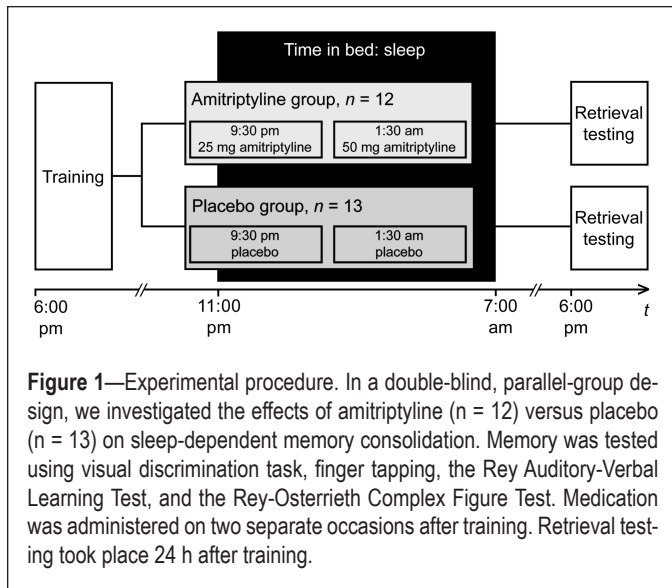 Time in bed: sleep
Training
Amitriptyline group, n = 12
9:30 pm
25 mg amitriptyline
1:30 am
50 mg amitriptyline
Retrieval
testing
Placebo group, n = 13
9:30 pm
placebo
1:30 am
placebo
Retrieval
testing
6:00
pm
11:00
pm
7:00
am
6:00
pm
t
Figure 1—Experimental procedure. In a double-blind, parallel-group de-
sign, we investigated the effects of amitriptyline (n = 12) versus placebo
(n = 13) on sleep-dependent memory consolidation. Memory was tested
using visual discrimination task, finger tapping, the Rey Auditory-Verbal
Learning Test, and the Rey-Osterrieth Complex Figure Test. Medication
was administered on two separate occasions after training. Retrieval test-
ing took place 24 h after training.